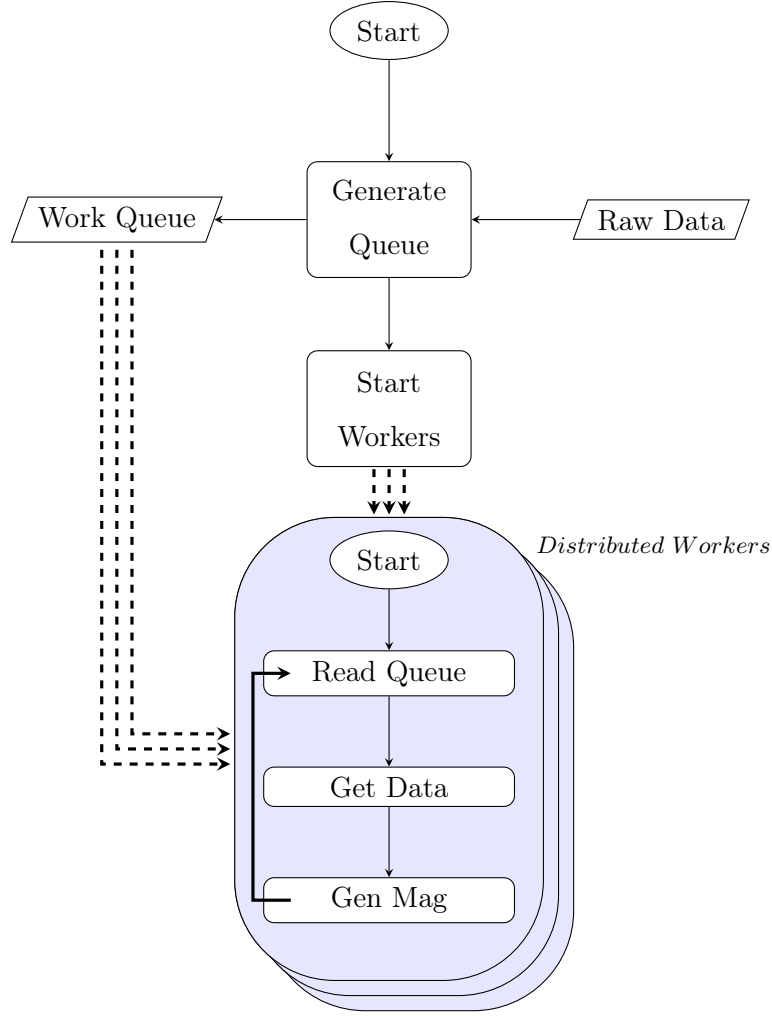 Start
Generate
Queue
Work Queue
Raw Data
Start
Workers
Distributed Workers
Start
Read Queue
Get Data
Gen Mag